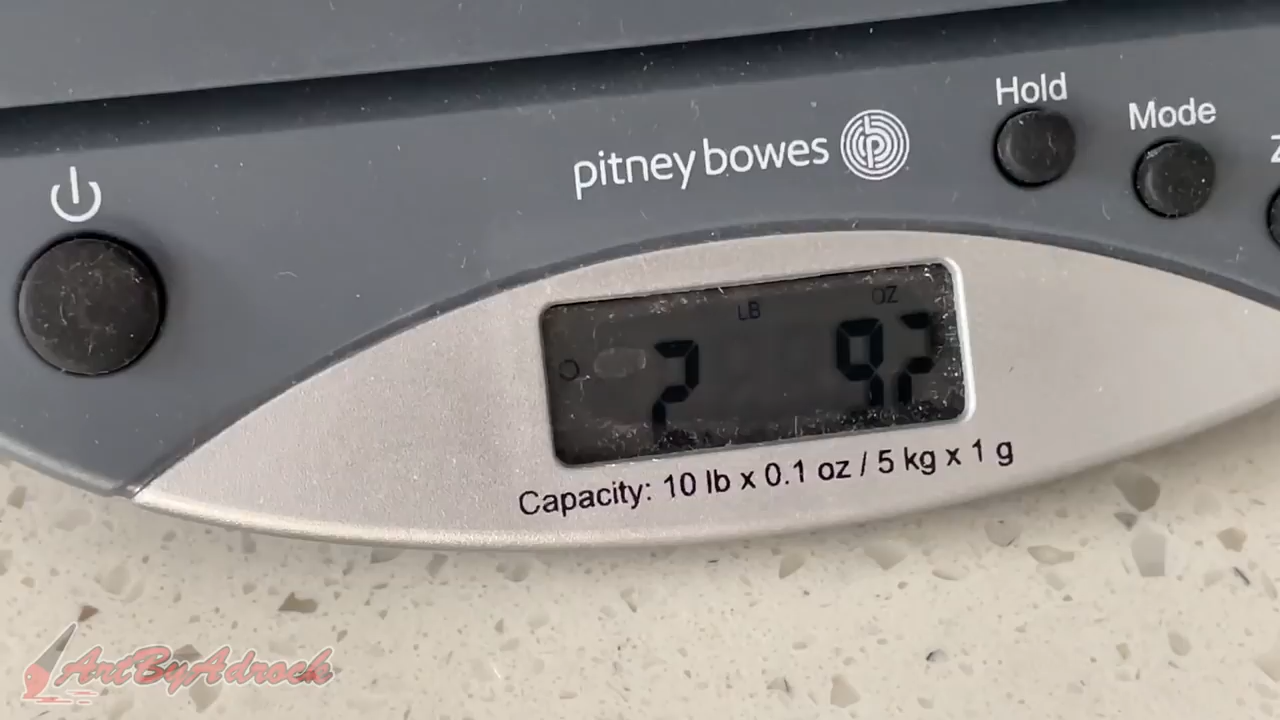 Hold
Mode
pitney bowes
LB
OZ
2
9.2
Capacity: 10 lb x 0.1 oz / 5 kg x 1 g
ArtByAdrock